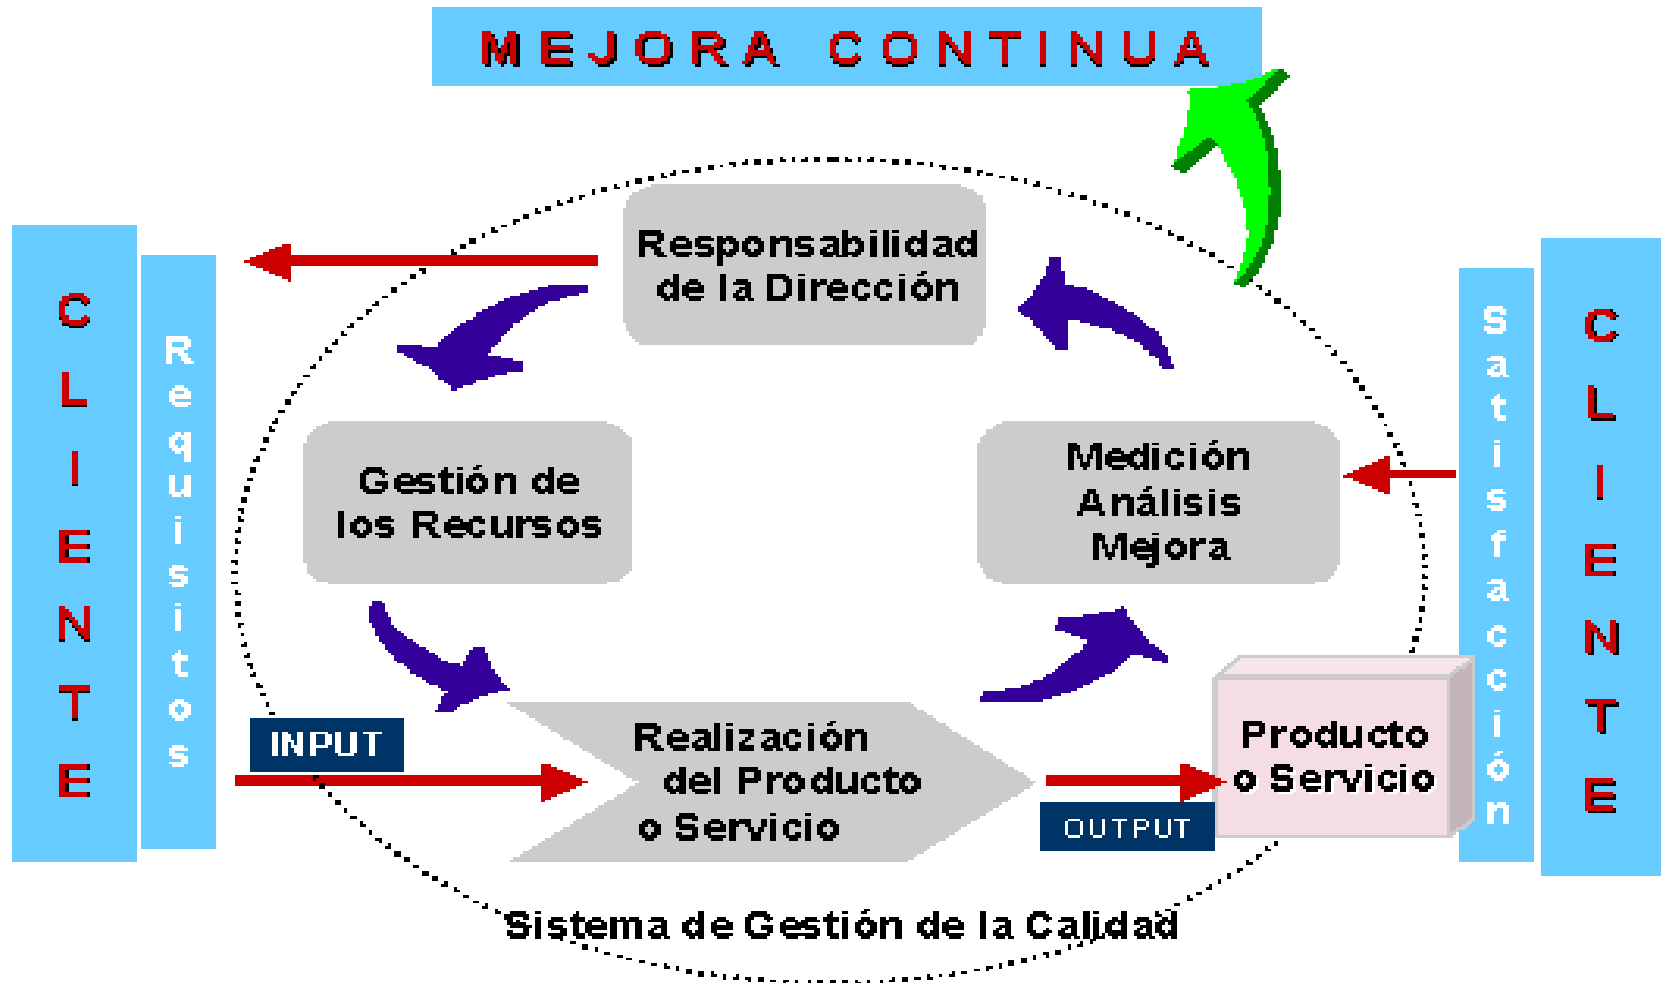 MEJORA CONTINUA
CLIENTE
Requisitos
Responsabilidad
de la Dirección
Gestión de
los Recursos
Medición
Análisis
Mejora
Satisfacción
CLIENTE
INPUT
Realización
del Producto
o Servicio
OUTPUT
Producto
o Servicio
Sistema de Gestión de la Calidad